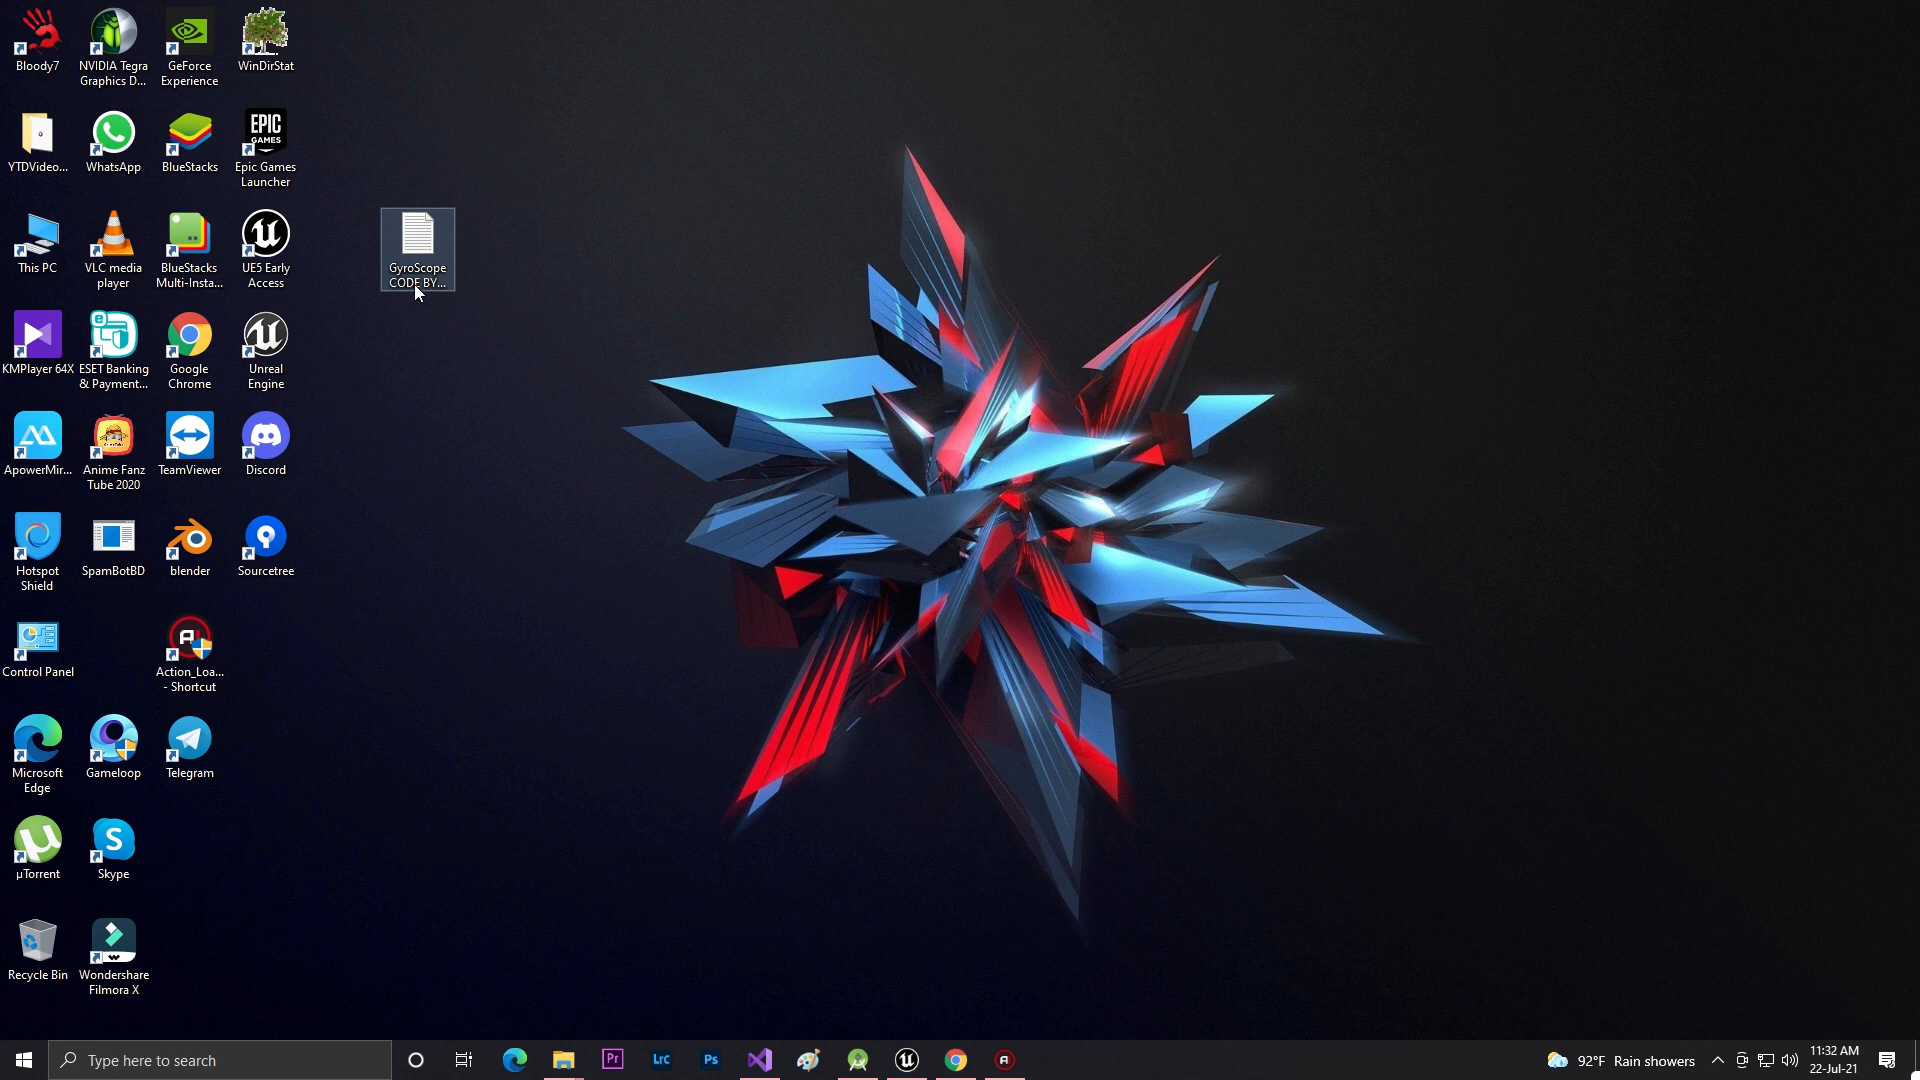 Bloody7
NVIDIA Tegra
Graphics D...
GeForce
Experience
WinDirStat
YTDVideo...
WhatsApp
BlueStacks
EPIC
GAMES
Epic Games
Launcher
This PC
VLC media
player
BlueStacks
Multi-Insta...
UE5 Early
Access
GyroScope
CODE BY...
KMPlayer 64X
ESET Banking
& Payment...
Google
Chrome
Unreal
Engine
ApowerMir...
Anime Fanz
Tube 2020
TeamViewer
Discord
Hotspot
Shield
SpamBotBD
blender
Sourcetree
Control Panel
Action_Loa...
- Shortcut
Microsoft
Edge
Gameloop
Telegram
µTorrent
Skype
Recycle Bin
Wondershare
Filmora X
Type here to search
Pr
Lrc
Ps
92°F Rain showers
11:32 AM
22-Jul-21